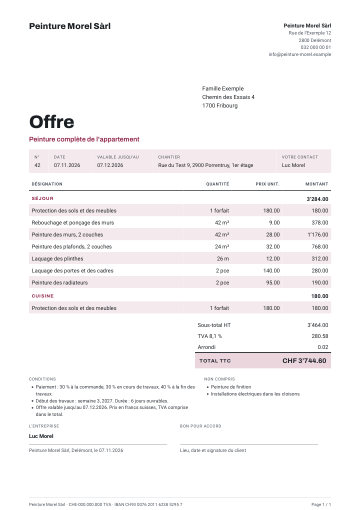 Peinture Morel Sàrl
Peinture Morel Sàrl
Rue de l'Exemple 12
2800 Delémont
032 000 00 01
info@peinture-morel.example
Famille Exemple
Chemin des Essais 4
1700 Fribourg
Offre
Peinture complète de l'appartement
N° DATE VALABLE JUSQU'AU CHANTIER VOTRE CONTACT
42 07.11.2026 07.12.2026 Rue du Test 9, 2900 Porrentruy, 1er étage Luc Morel
DÉSIGNATION QUANTITÉ PRIX UNIT. MONTANT
SÉJOUR 3'284.00
Protection des sols et des meubles 1 forfait 180.00 180.00
Rebouchage et ponçage des murs 42 m² 9.00 378.00
Peinture des murs, 2 couches 42 m² 28.00 1'176.00
Peinture des plafonds, 2 couches 24 m² 32.00 768.00
Laquage des plinthes 26 m 12.00 312.00
Laquage des portes et des cadres 2 pce 140.00 280.00
Peinture des radiateurs 2 pce 95.00 190.00
CUISINE 180.00
Protection des sols et des meubles 1 forfait 180.00 180.00
Sous-total HT 3'464.00
TVA 8,1 % 280.58
Arrondi 0.02
TOTAL TTC CHF 3'744.60
CONDITIONS NON COMPRIS
• Paiement : 30 % à la commande, 30 % en cours de travaux, 40 % à la fin des
travaux.
• Début des travaux : semaine 3, 2027. Durée : 6 jours ouvrables.
• Offre valable jusqu'au 07.12.2026. Prix en francs suisses, TVA comprise
dans le total.
• Peinture de finition
• Installations électriques dans les cloisons
L'ENTREPRISE BON POUR ACCORD
Luc Morel
Peinture Morel Sàrl, Delémont, le 07.11.2026 Lieu, date et signature du client
Peinture Morel Sàrl · CHE-000.000.000 TVA · IBAN CH10 0076 2011 6238 5295 7 Page 1 / 1